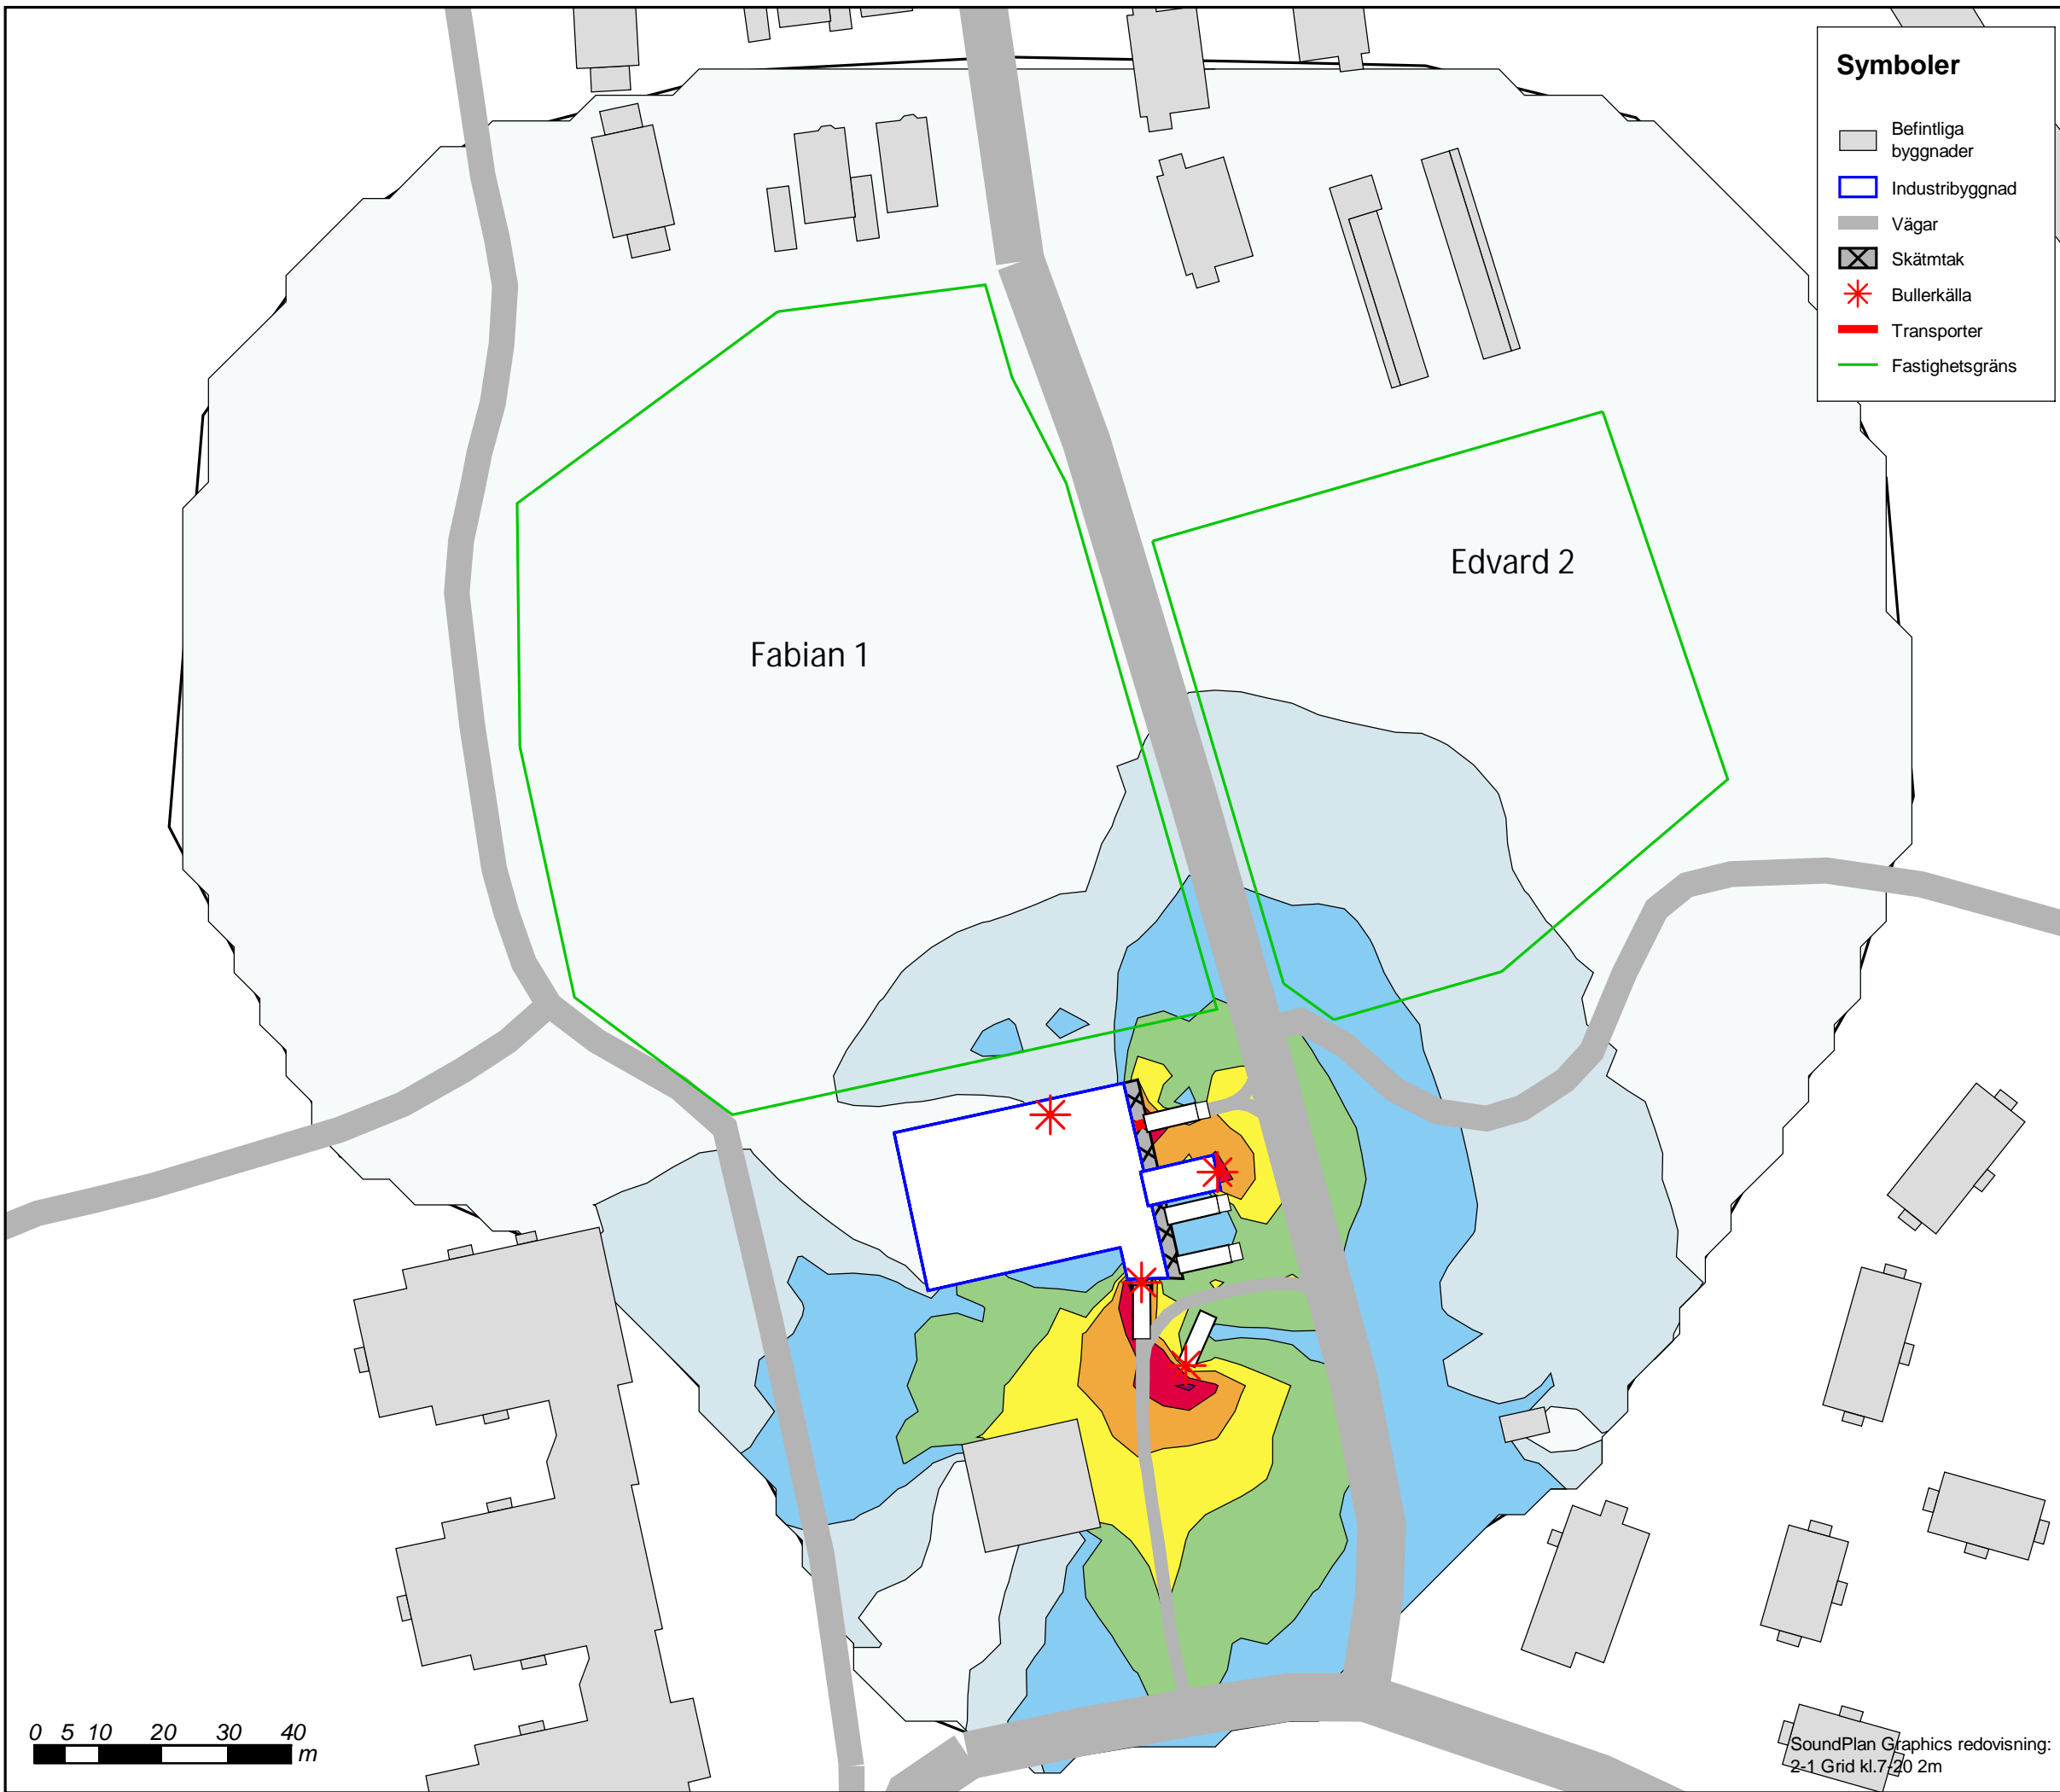 Symboler
Befintliga
byggnader
Industribyggnad
Vägar
Skätmtak
Bullerkälla
Transporter
Fastighetsgräns
Edvard 2
Fabian 1
0 5 10 20 30 40
m
SoundPlan Graphics redovisning:
2-1 Grid kl.7-20 2m